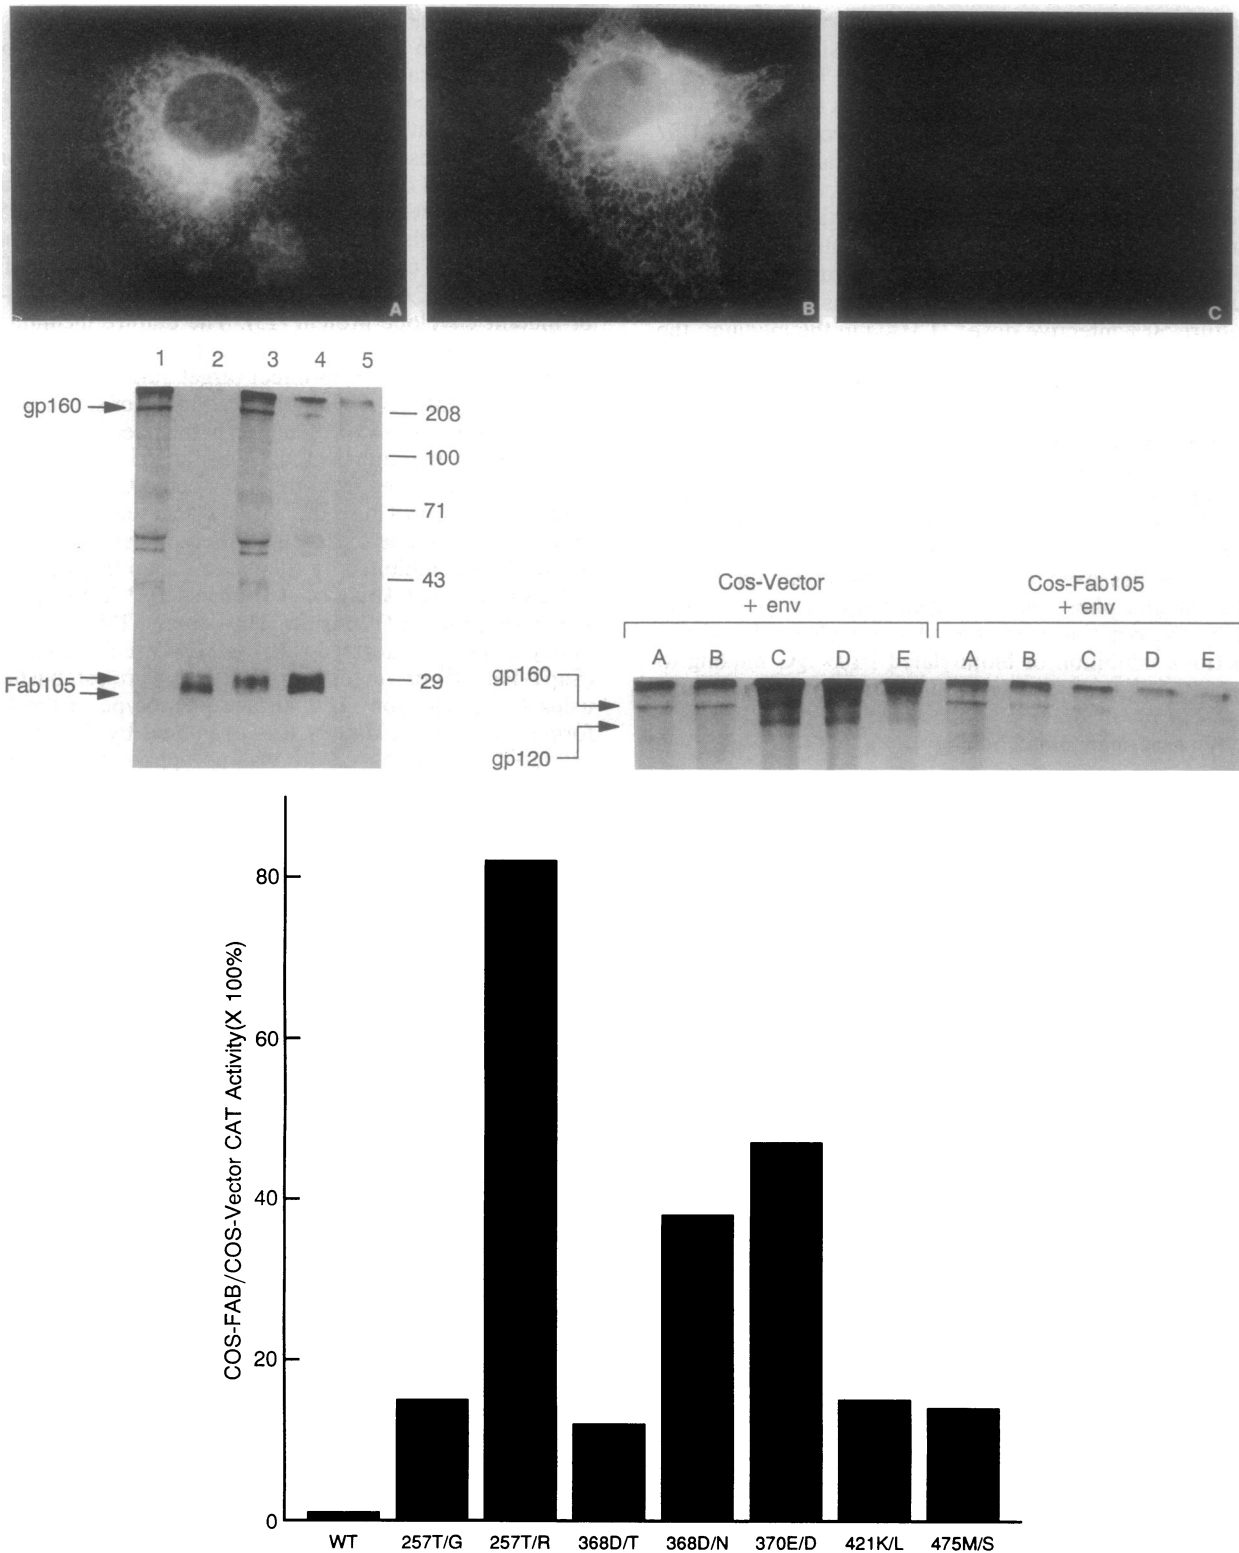 A
B
C
1 2 3 4 5
gp160
208
100
71
43
Fab105
29
Cos-Vector
+ env
Cos-Fab105
+ env
A B C D E A B C D E
gp160
gp120
COS-FAB/COS-Vector CAT Activity(X 100%)
80
60
40
20
0
WT 257T/G 257T/R 368D/T 368D/N 370E/D 421K/L 475M/S